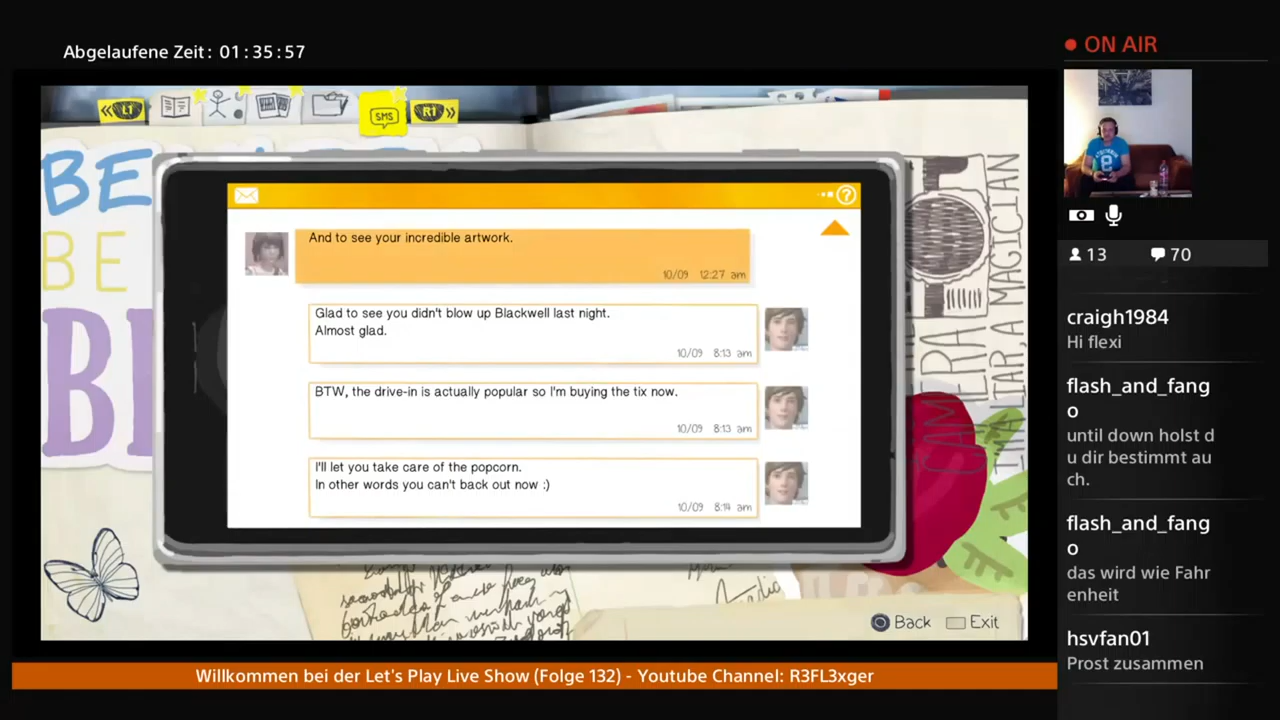 Abgelaufene Zeit: 01:35:57
ON AIR
13
70
craigh1984
Hi flexi
flash_and_fang
o
until down holst d
u dir bestimmt au
ch.
flash_and_fang
o
das wird wie Fahr
enheit
hsvfan01
Prost zusammen
SMS
R1
BE
BE
And to see your incredible artwork.
10/09 12:27 am
Glad to see you didn't blow up Blackwell last night.
Almost glad.
10/09 8:13 am
BTW, the drive-in is actually popular so I'm buying the tix now.
10/09 8:13 am
I'll let you take care of the popcorn.
In other words you can't back out now :)
10/09 8:14 am
CAMERA
A MAGICIAN
Back
Exit
Willkommen bei der Let's Play Live Show (Folge 132) - Youtube Channel: R3FL3xger